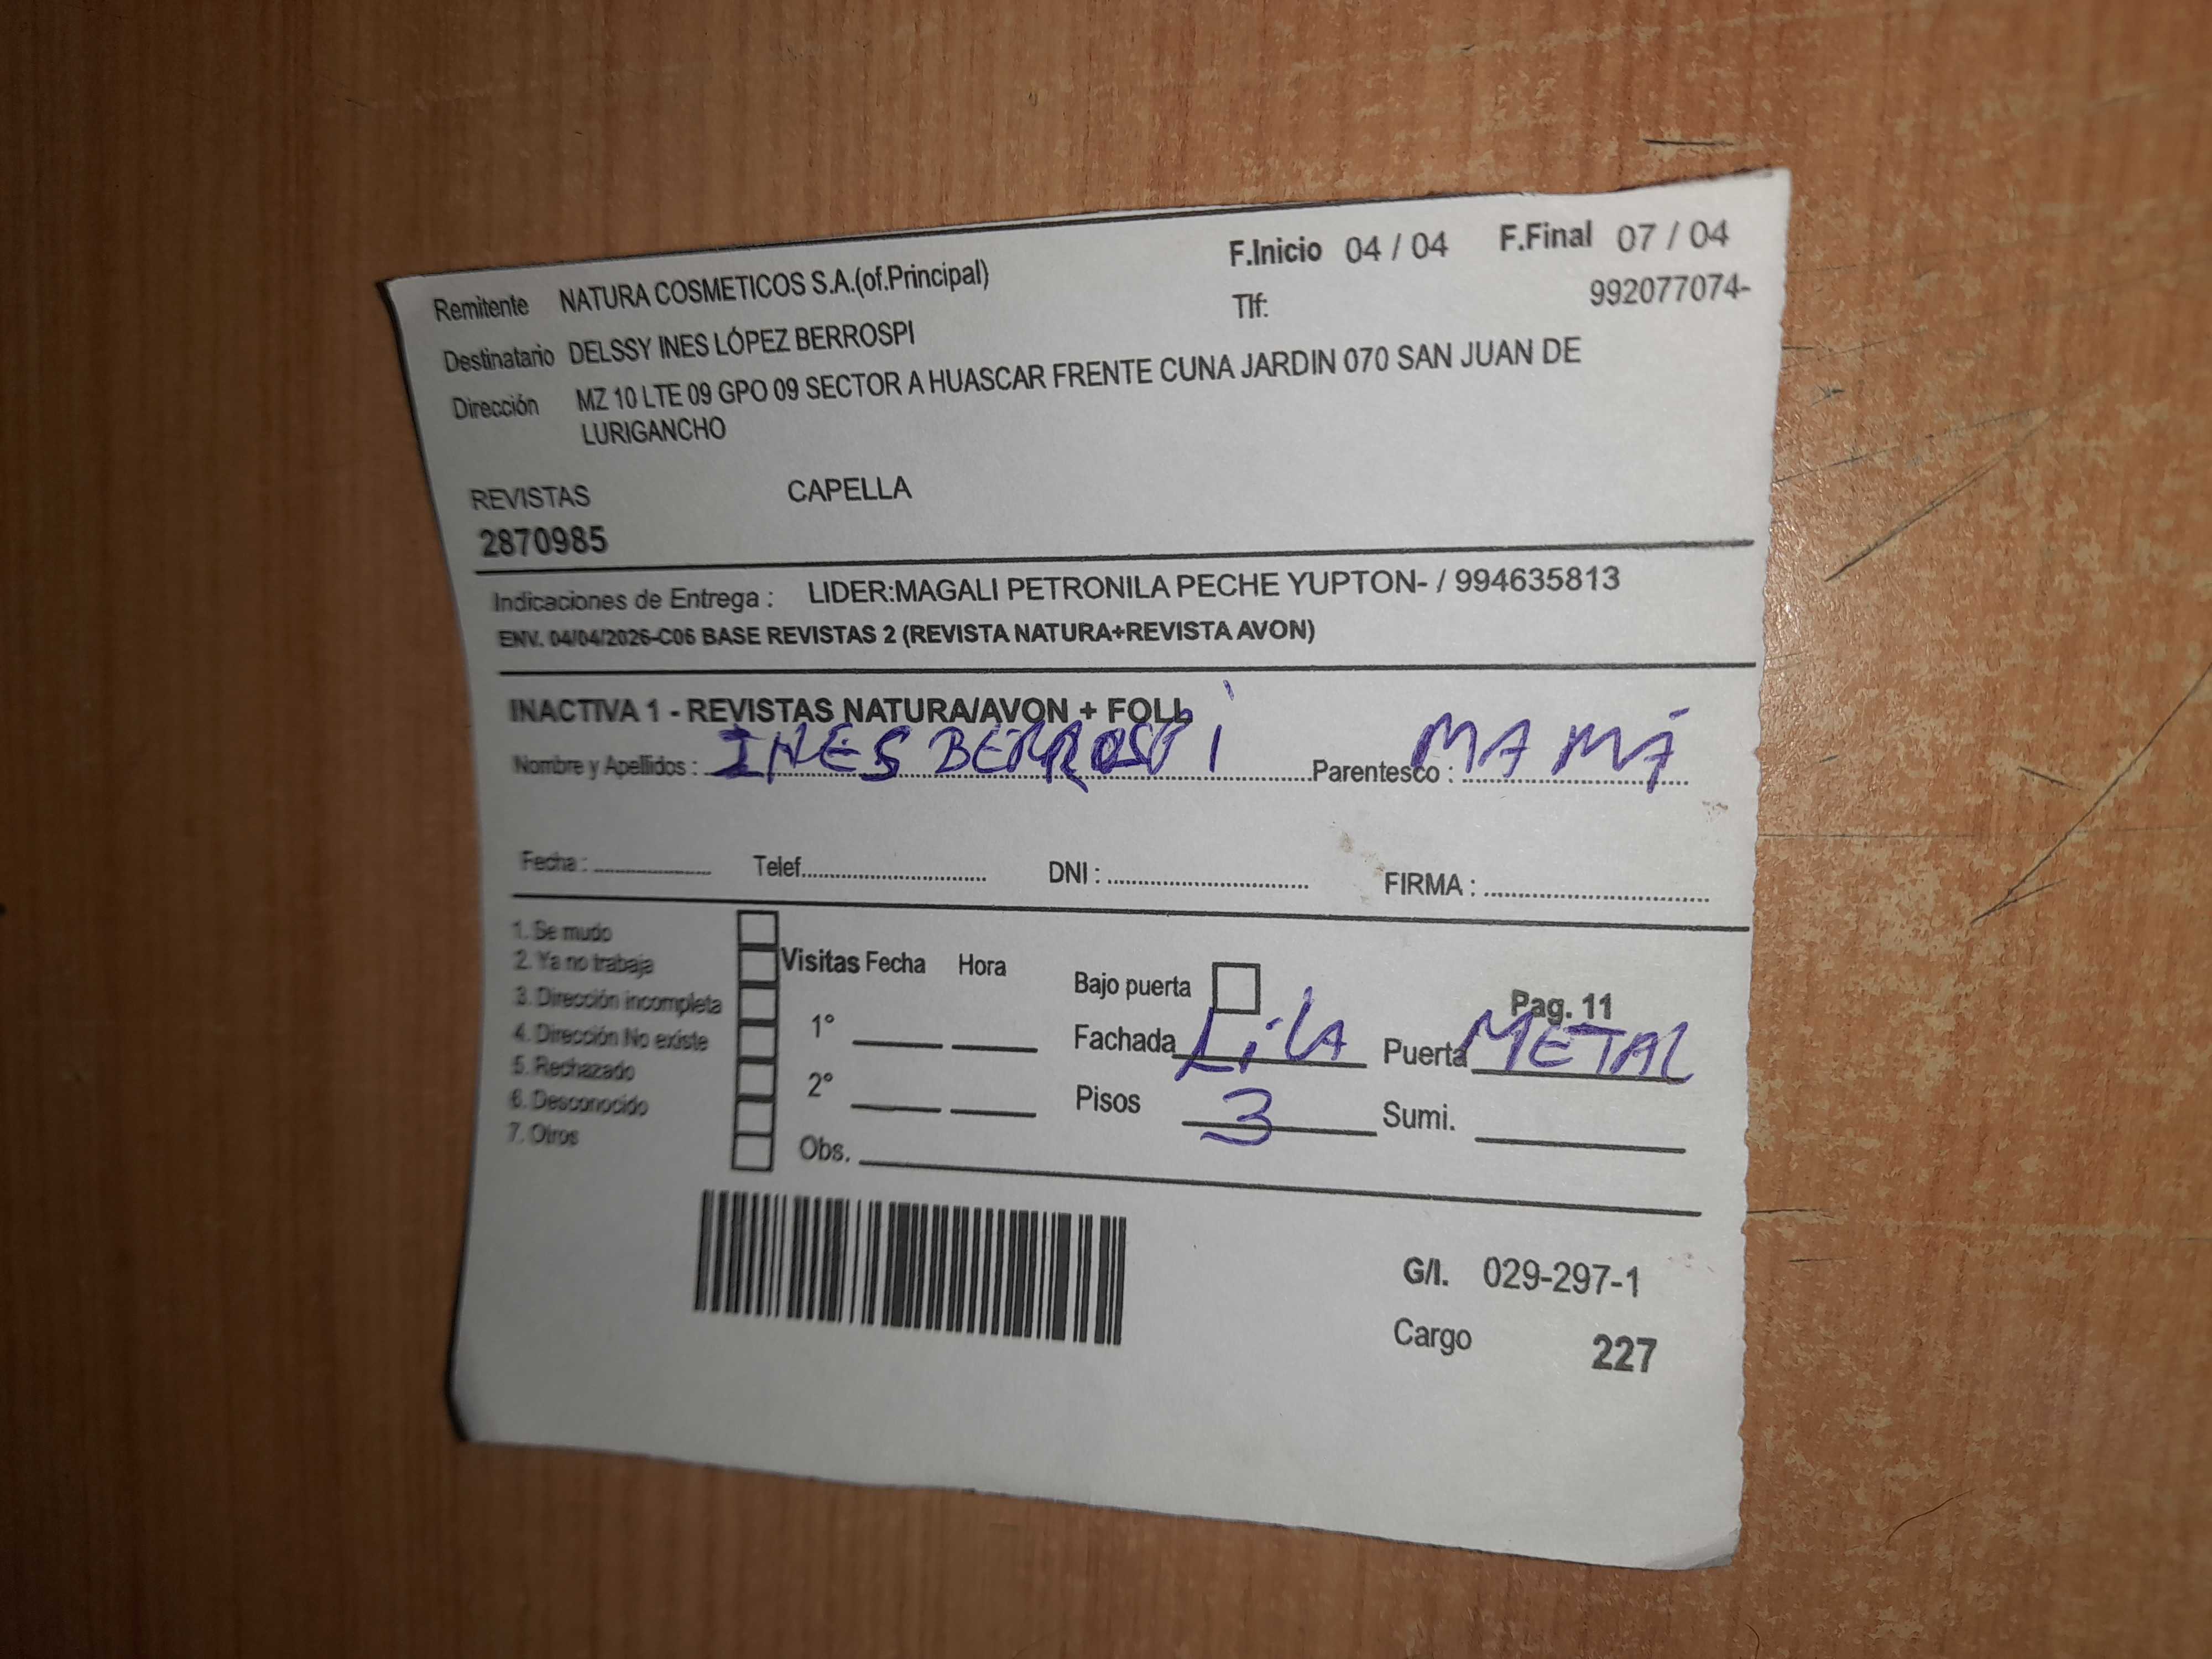 F.Inicio 04 / 04 F.Final 07 / 04
Remitente NATURA COSMETICOS S.A.(of.Principal) Tlf: 992077074-
Destinatario DELSSY INES LÓPEZ BERROSPI
Dirección MZ 10 LTE 09 GPO 09 SECTOR A HUASCAR FRENTE CUNA JARDIN 070 SAN JUAN DE
LURIGANCHO
REVISTAS CAPELLA
2870985
Indicaciones de Entrega : LIDER:MAGALI PETRONILA PECHE YUPTON- / 994635813
ENV. 04/04/2026-C06 BASE REVISTAS 2 (REVISTA NATURA+REVISTA AVON)
INACTIVA 1 - REVISTAS NATURA/AVON + FOLL
Nombre y Apellidos : INES BERROSPI Parentesco : MAMÁ
Fecha : Telef. DNI : FIRMA :
1. Se mudo
2. Ya no trabaja
3. Dirección incompleta
4. Dirección No existe
5. Rechazado
6. Desconocido
7. Otros
Visitas Fecha Hora
1°
2°
Obs.
Bajo puerta Pag. 11
Fachada LiLA Puerta METAL
Pisos 3 Sumi.
G/I. 029-297-1
Cargo 227